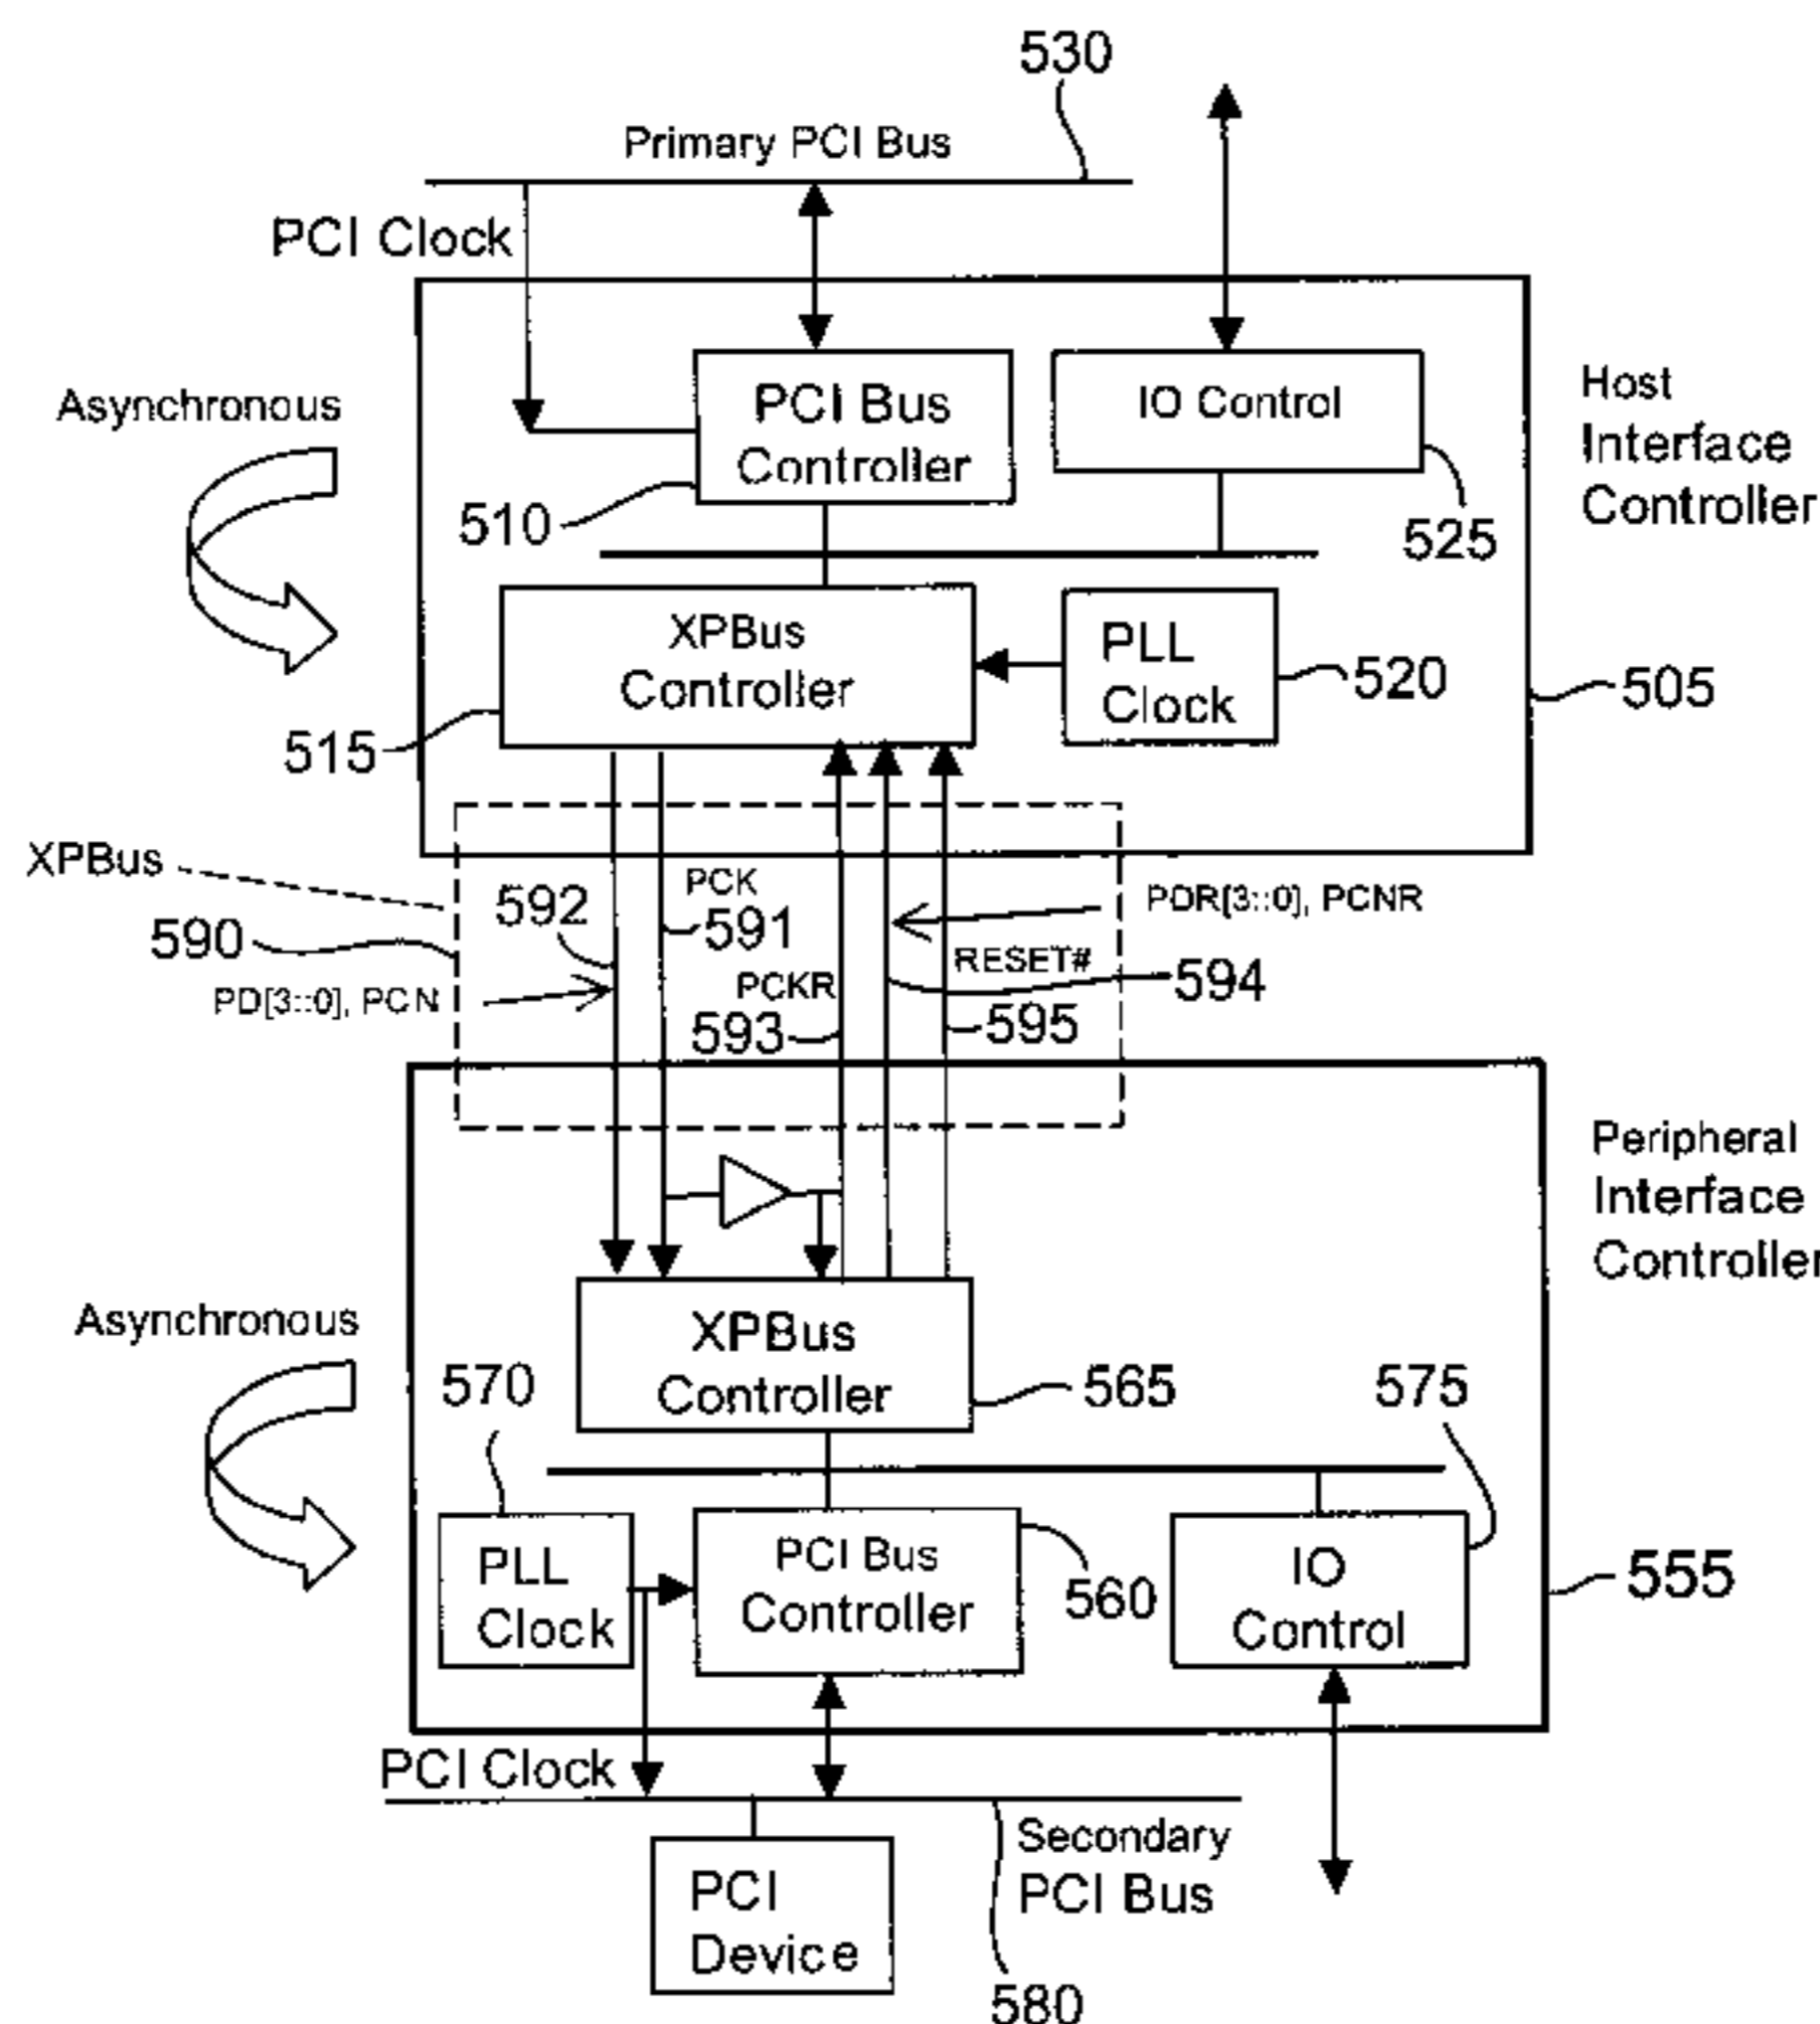 530
Primary PCI Bus
PCI Clock
Asynchronous
PCI Bus
Controller
IO Control
Host
Interface
Controller
510
525
XPBus
Controller
PLL
Clock
520
505
515
XPBus
590
592
PCK
591
PDR[3::0], PCNR
PD[3::0], PCN
PCKR
593
RESET#
594
595
Peripheral
Interface
Controller
Asynchronous
XPBus
Controller
565
570
575
PLL
Clock
PCI Bus
Controller
560
IO
Control
555
PCI Clock
Secondary
PCI Bus
PCI
Device
580